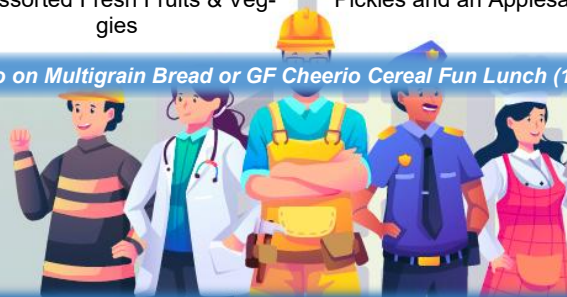 ssorted Fresh Fruits & Veg-
gies
Pickles and an Applesa
o on Multigrain Bread or GF Cheerio Cereal Fun Lunch (1